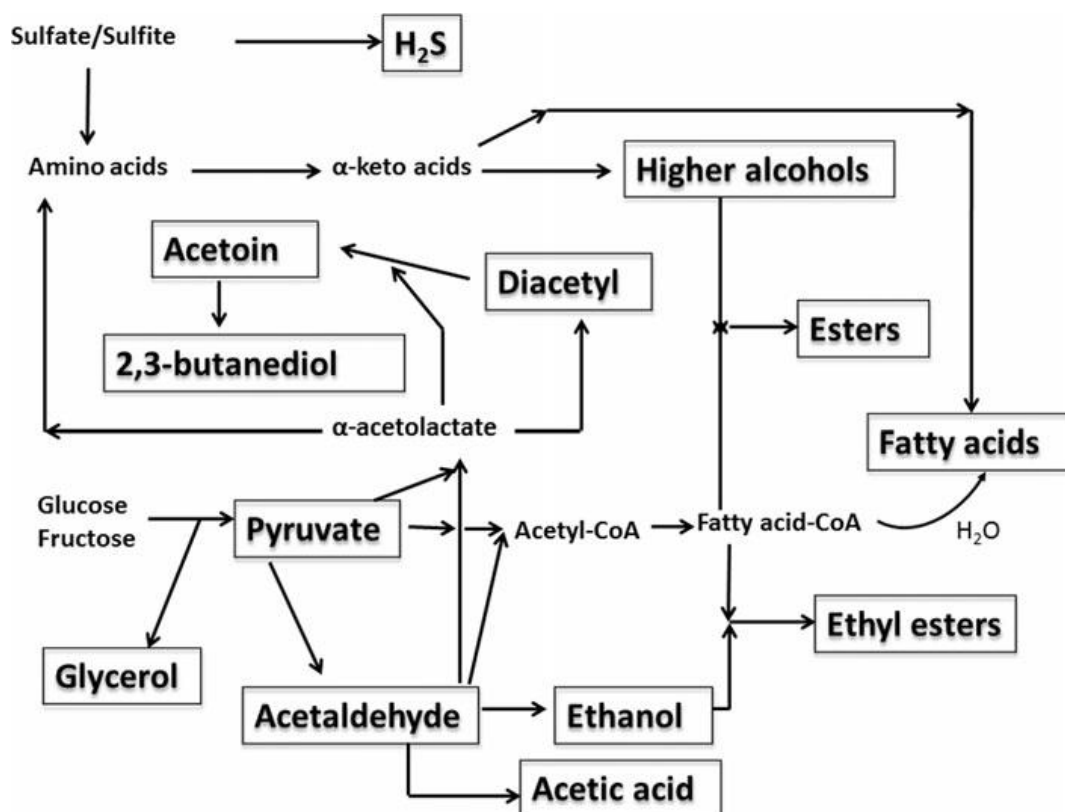 Sulfate/Sulfite
H₂S
Amino acids
α-keto acids
Higher alcohols
Acetoin
Diacetyl
Esters
2,3-butanediol
α-acetolactate
Fatty acids
Glucose
Fructose
Pyruvate
Acetyl-CoA
Fatty acid-CoA
H₂O
Ethyl esters
Glycerol
Acetaldehyde
Ethanol
Acetic acid